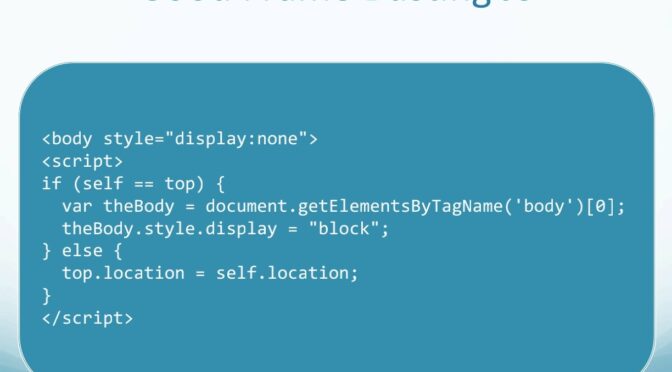 <body style="display:none">
<script>
if (self == top) {
  var theBody = document.getElementsByTagName('body')[0];
  theBody.style.display = "block";
} else {
  top.location = self.location;
}
</script>